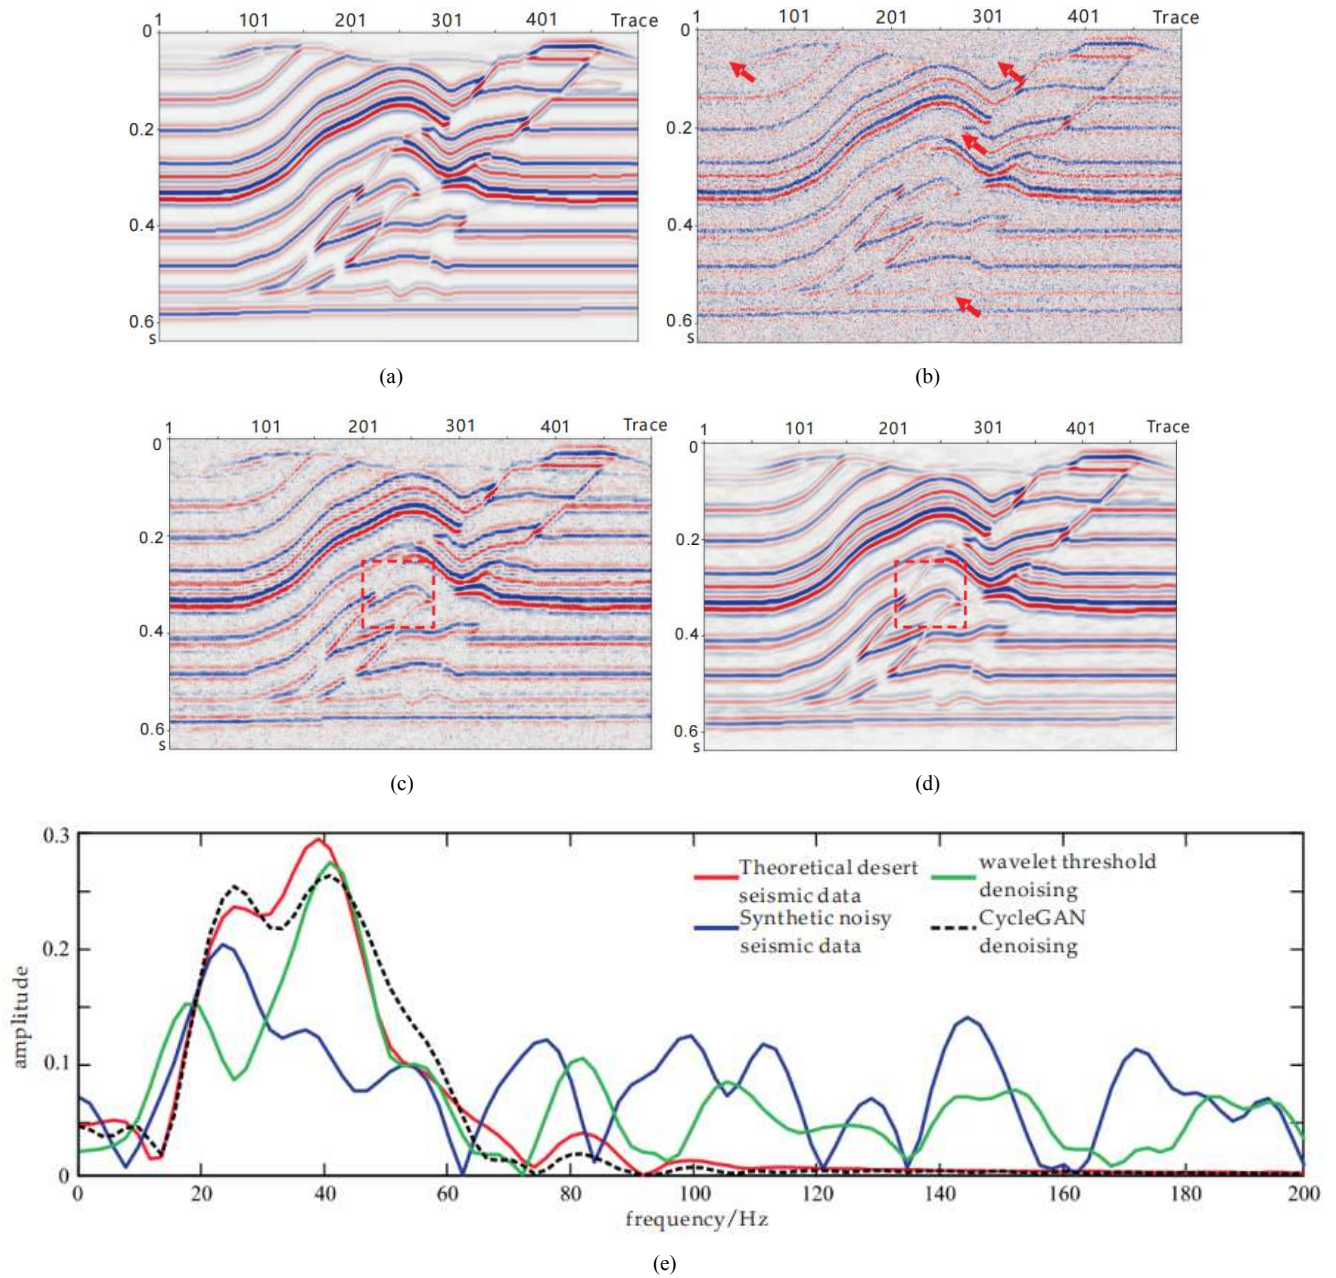 1 101 201 301 401 Trace
0
0.2
0.4
0.6
s
(a)
1 101 201 301 401 Trace
0
0.2
0.4
0.6
s
(b)
1 101 201 301 401 Trace
0
0.2
0.4
0.6
s
(c)
1 101 201 301 401 Trace
0
0.2
0.4
0.6
s
(d)
0.3
0.2
0.1
0
amplitude
Theoretical desert
seismic data
Synthetic noisy
seismic data
wavelet threshold
denoising
CycleGAN
denoising
0 20 40 60 80 100 120 140 160 180 200
frequency/Hz
(e)